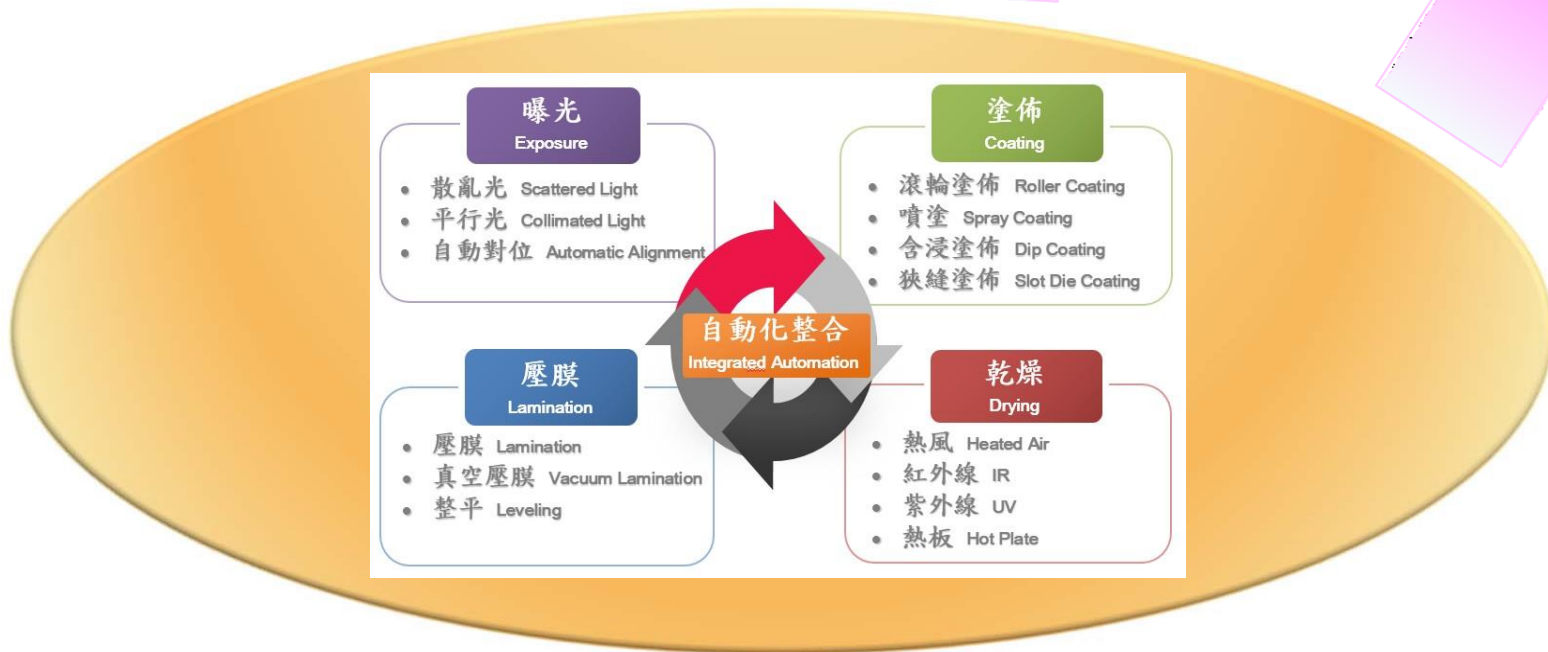 曝光
Exposure
散亂光 Scattered Light
平行光 Collimated Light
自動對位 Automatic Alignment
塗佈
Coating
滾輪塗佈 Roller Coating
噴塗 Spray Coating
含浸塗佈 Dip Coating
狹縫塗佈 Slot Die Coating
自動化整合
Integrated Automation
壓膜
Lamination
壓膜 Lamination
真空壓膜 Vacuum Lamination
整平 Leveling
乾燥
Drying
熱風 Heated Air
紅外線 IR
紫外線 UV
熱板 Hot Plate